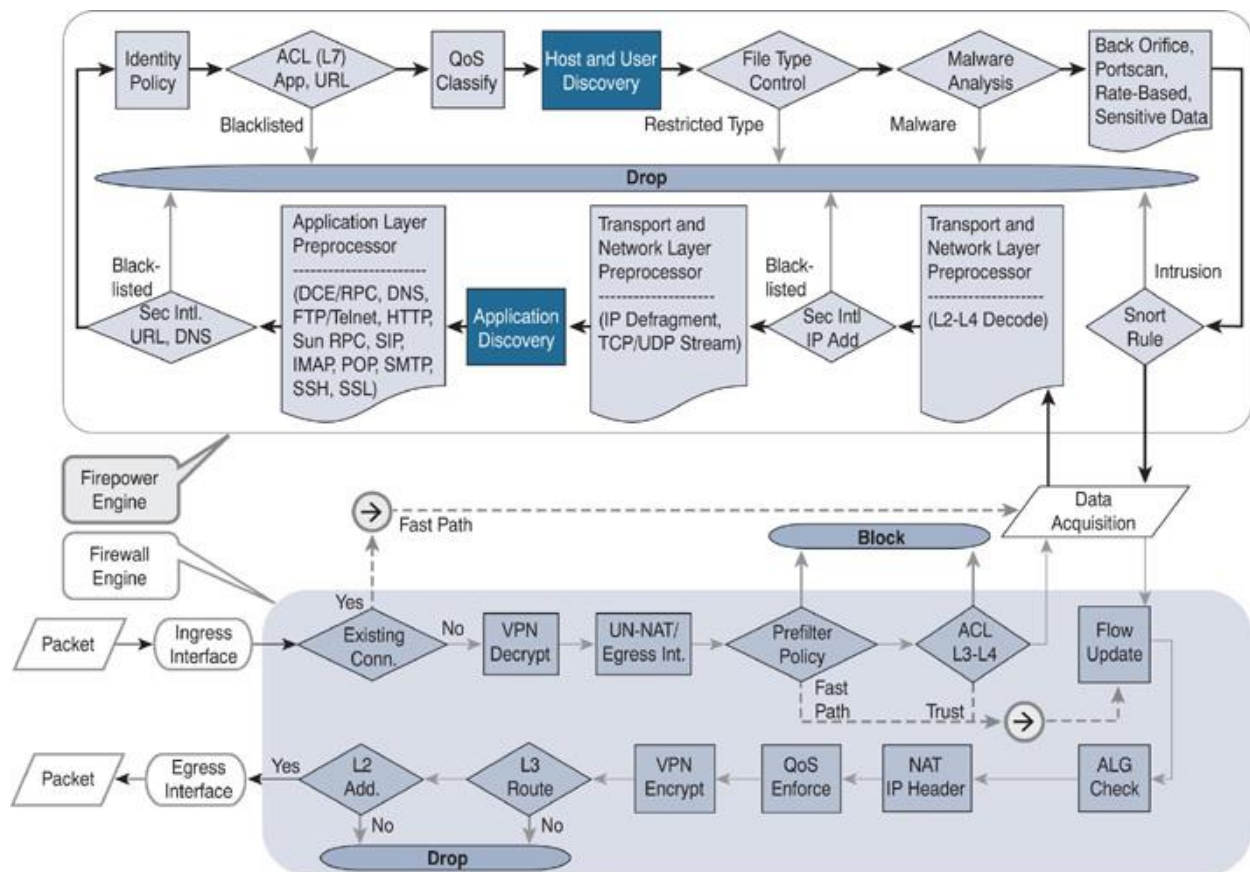 Identity
Policy
ACL (L7)
App, URL
QoS
Classify
Host and User
Discovery
File Type
Control
Malware
Analysis
Back Orifice,
Portscan,
Rate-Based,
Sensitive Data
Blacklisted
Restricted Type
Malware
Drop
Black-
listed
Sec Intl.
URL, DNS
Application Layer
Preprocessor
(DCE/RPC, DNS,
FTP/Telnet, HTTP,
Sun RPC, SIP,
IMAP, POP, SMTP,
SSH, SSL)
Application
Discovery
Transport and
Network Layer
Preprocessor
(IP Defragment,
TCP/UDP Stream)
Black-
listed
Sec Intl
IP Add.
Transport and
Network Layer
Preprocessor
(L2-L4 Decode)
Intrusion
Snort
Rule
Firepower
Engine
Firewall
Engine
Fast Path
Data
Acquisition
Block
Packet
Ingress
Interface
Yes
Existing
Conn.
No
VPN
Decrypt
UN-NAT/
Egress Int.
Prefilter
Policy
ACL
L3-L4
Flow
Update
Fast
Path
Trust
Packet
Egress
Interface
Yes
L2
Add.
L3
Route
VPN
Encrypt
QoS
Enforce
NAT
IP Header
ALG
Check
No
No
Drop